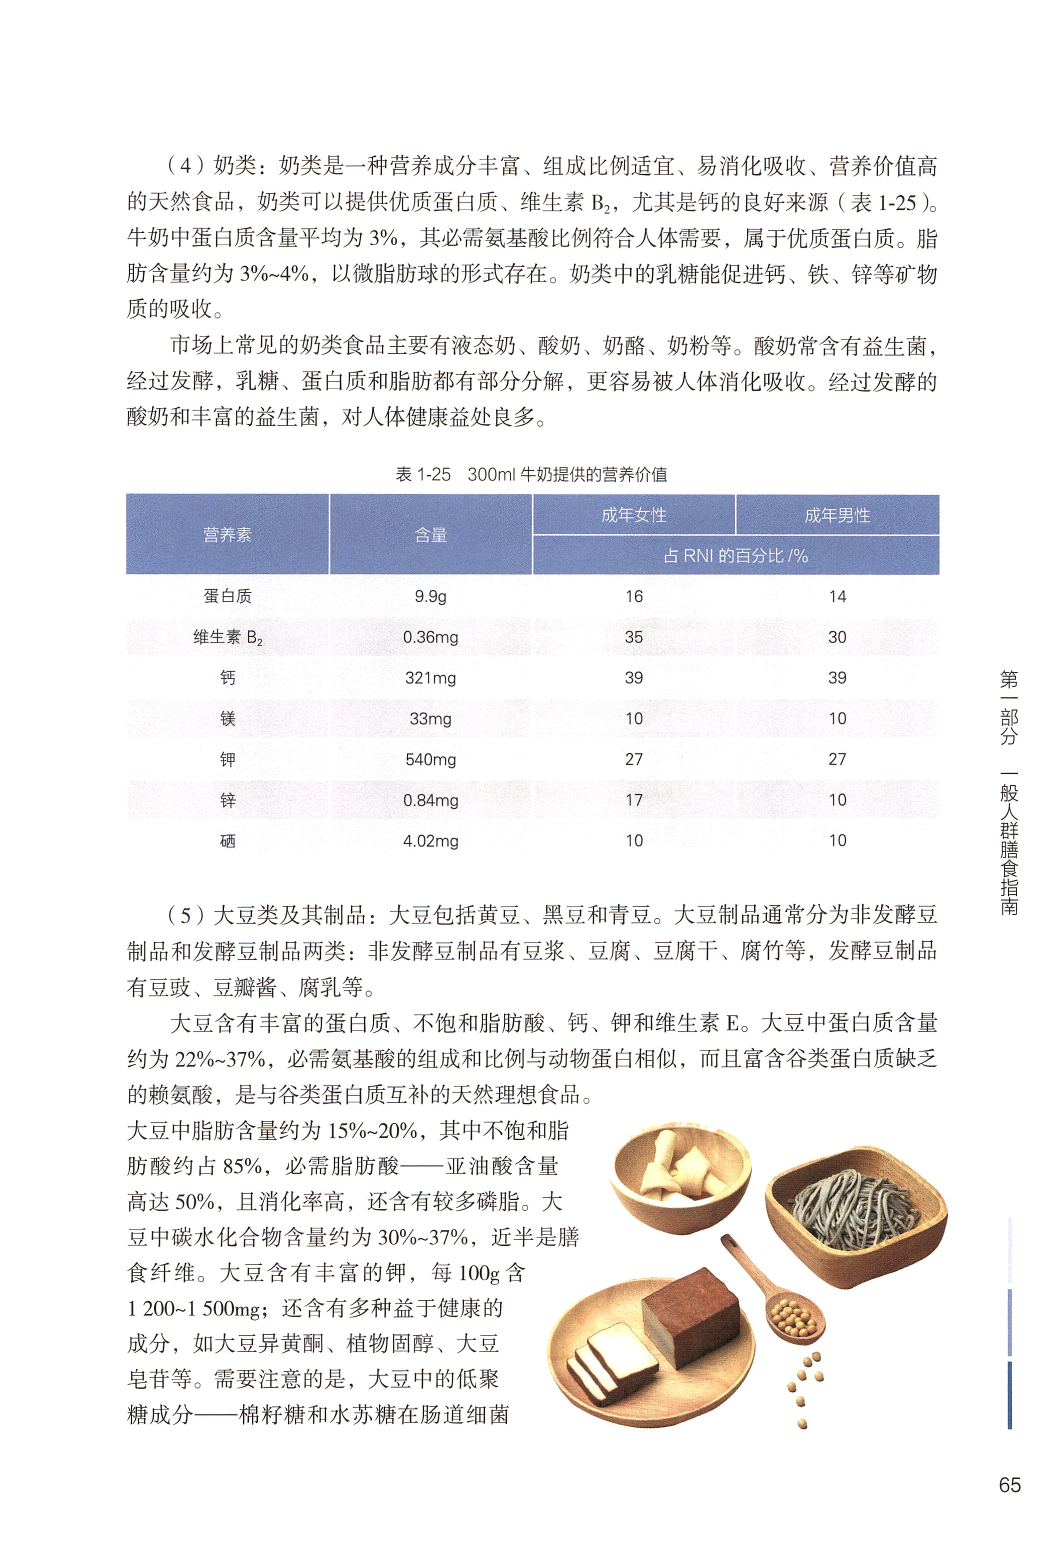 （4）奶类：奶类是一种营养成分丰富、组成比例适宜、易消化吸收、营养价值高
的天然食品，奶类可以提供优质蛋白质、维生素 B₂，尤其是钙的良好来源（表 1-25）。
牛奶中蛋白质含量平均为 3%，其必需氨基酸比例符合人体需要，属于优质蛋白质。脂
肪含量约为 3%~4%，以微脂肪球的形式存在。奶类中的乳糖能促进钙、铁、锌等矿物
质的吸收。
市场上常见的奶类食品主要有液态奶、酸奶、奶酪、奶粉等。酸奶常含有益生菌，
经过发酵，乳糖、蛋白质和脂肪都有部分分解，更容易被人体消化吸收。经过发酵的
酸奶和丰富的益生菌，对人体健康益处良多。
表 1-25 300ml 牛奶提供的营养价值
营养素 含量 成年女性 成年男性
占 RNI 的百分比 /%
蛋白质 9.9g 16 14
维生素 B₂ 0.36mg 35 30
钙 321mg 39 39
镁 33mg 10 10
钾 540mg 27 27
锌 0.84mg 17 10
硒 4.02mg 10 10
（5）大豆类及其制品：大豆包括黄豆、黑豆和青豆。大豆制品通常分为非发酵豆
制品和发酵豆制品两类：非发酵豆制品有豆浆、豆腐、豆腐干、腐竹等，发酵豆制品
有豆豉、豆瓣酱、腐乳等。
大豆含有丰富的蛋白质、不饱和脂肪酸、钙、钾和维生素 E。大豆中蛋白质含量
约为 22%~37%，必需氨基酸的组成和比例与动物蛋白相似，而且富含谷类蛋白质缺乏
的赖氨酸，是与谷类蛋白质互补的天然理想食品。
大豆中脂肪含量约为 15%~20%，其中不饱和脂
肪酸约占 85%，必需脂肪酸——亚油酸含量
高达 50%，且消化率高，还含有较多磷脂。大
豆中碳水化合物含量约为 30%~37%，近半是膳
食纤维。大豆含有丰富的钾，每 100g 含
1 200~1 500mg；还含有多种益于健康的
成分，如大豆异黄酮、植物固醇、大豆
皂苷等。需要注意的是，大豆中的低聚
糖成分——棉籽糖和水苏糖在肠道细菌
第一部分 一般人群膳食指南
65